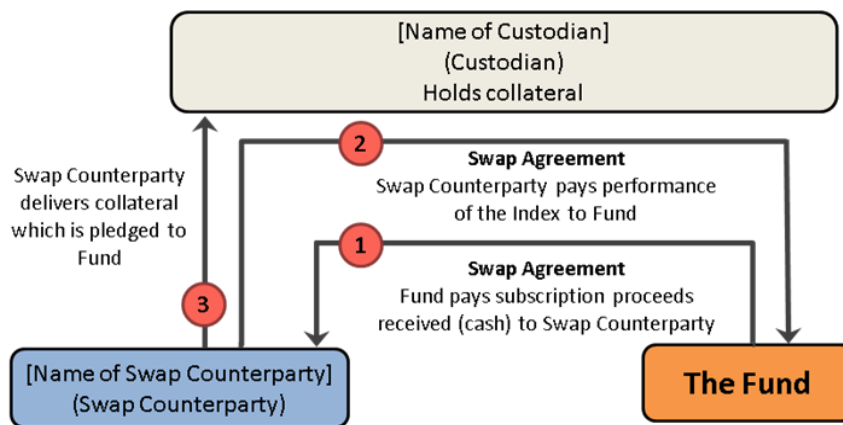 [Name of Custodian]
(Custodian)
Holds collateral
2
Swap Agreement
Swap Counterparty pays performance
of the Index to Fund
Swap Counterparty
delivers collateral
which is pledged to
Fund
1
Swap Agreement
Fund pays subscription proceeds
received (cash) to Swap Counterparty
3
[Name of Swap Counterparty]
(Swap Counterparty)
The Fund